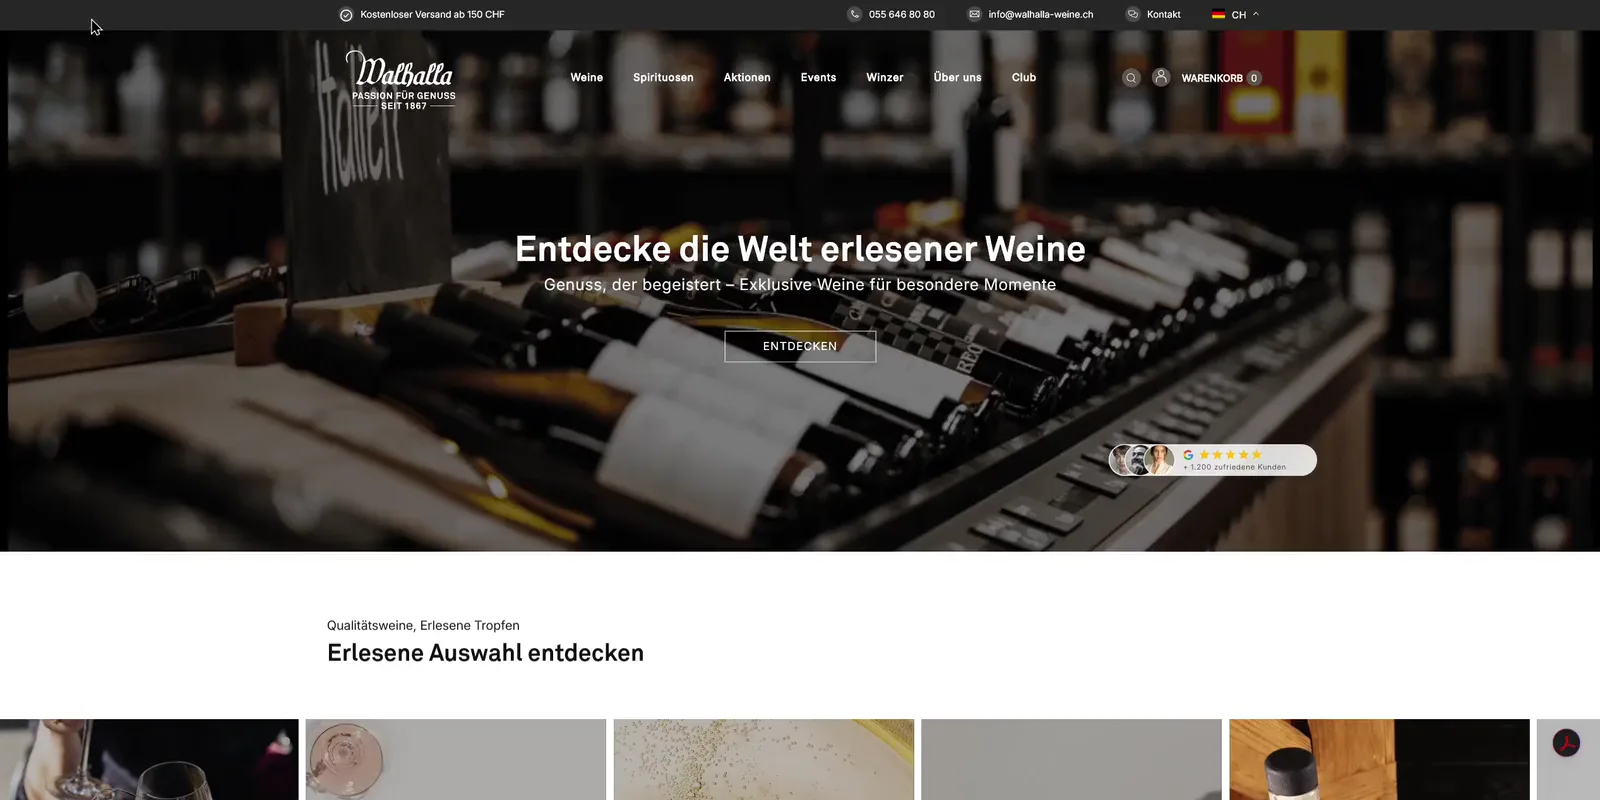 Kostenloser Versand ab 150 CHF
055 646 80 80
info@walhalla-weine.ch
Kontakt
CH
Walhalla
PASSION FÜR GENUSS
SEIT 1867
Weine
Spirituosen
Aktionen
Events
Winzer
Über uns
Club
WARENKORB 0
Italien
Entdecke die Welt erlesener Weine
Genuss, der begeistert – Exklusive Weine für besondere Momente
ENTDECKEN
+ 1.200 zufriedene Kunden
Qualitätsweine, Erlesene Tropfen
Erlesene Auswahl entdecken